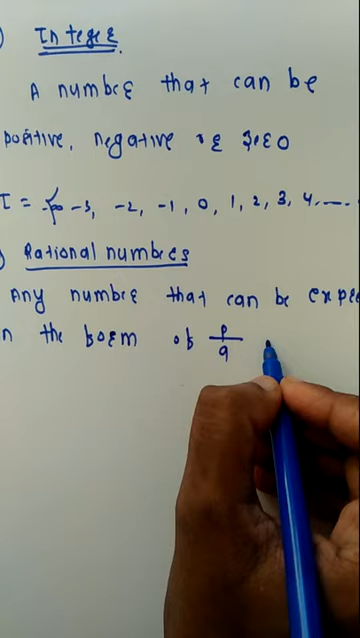 ) Integer
A number that can be
positive, negative or zero
I = {-∞ -3, -2, -1, 0, 1, 2, 3, 4, ....
) Rational numbers
Any number that can be expre
n the form of p/q